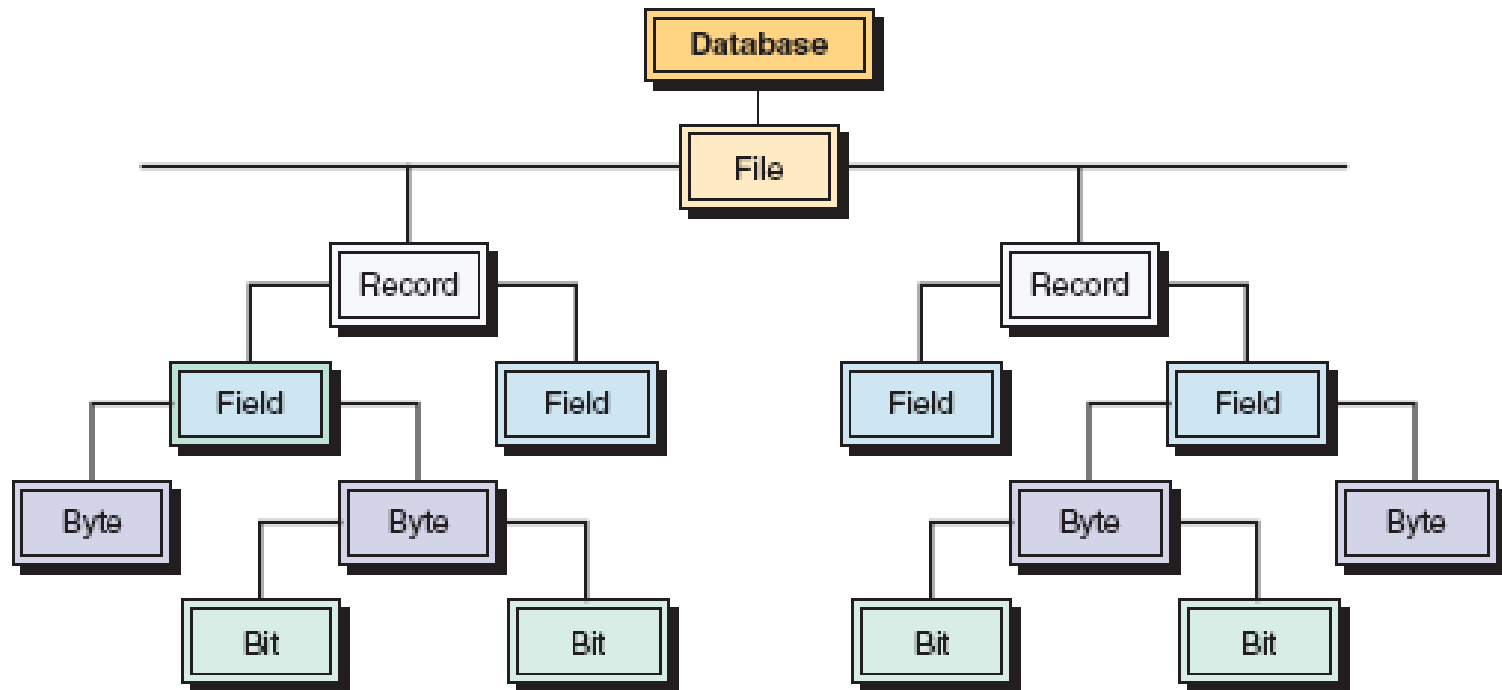 Database
File
Record
Record
Field
Field
Field
Field
Byte
Byte
Byte
Byte
Bit
Bit
Bit
Bit